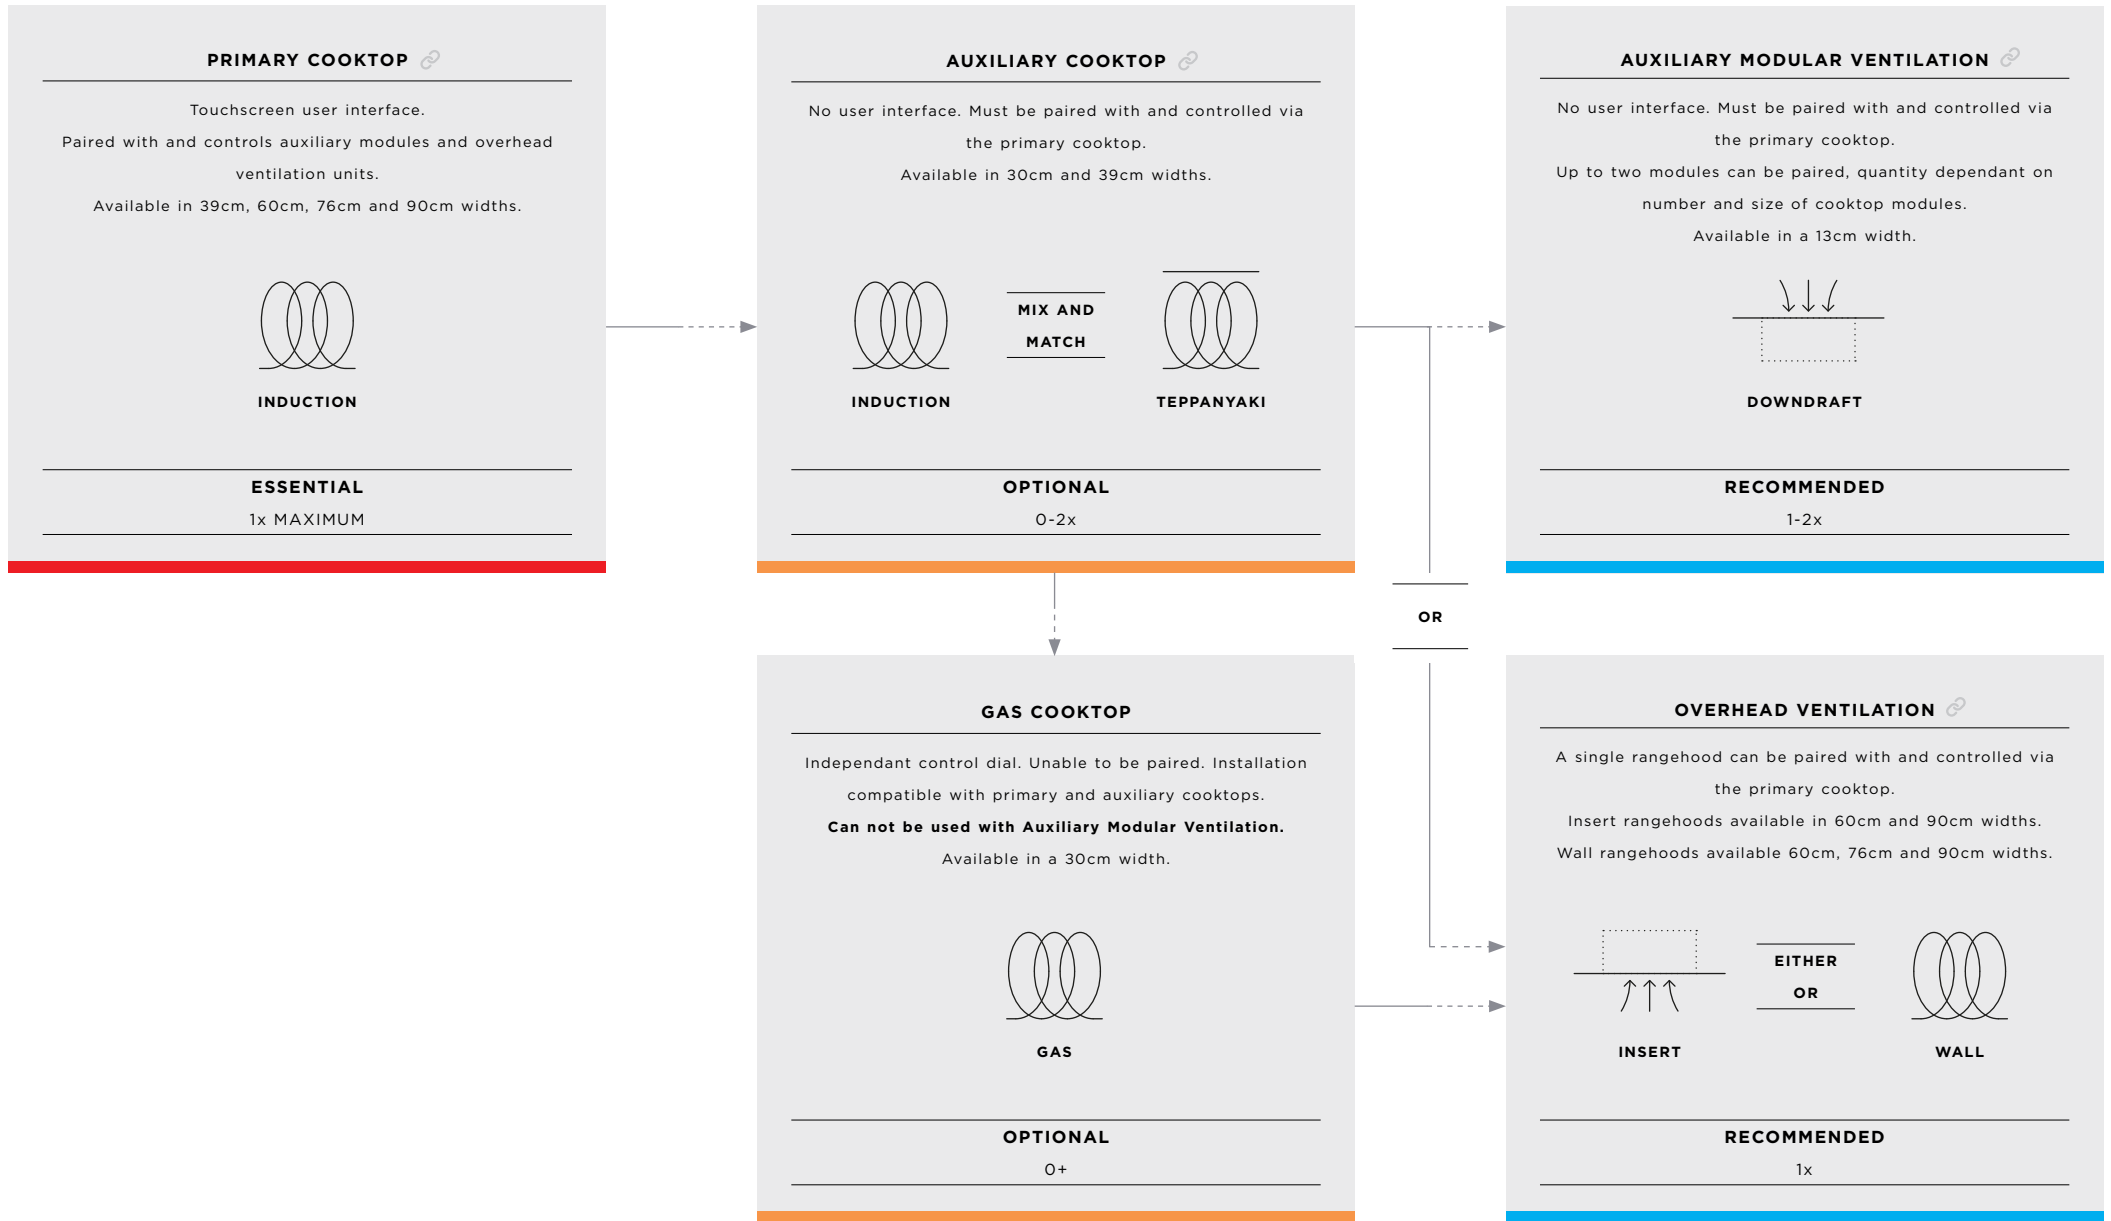 PRIMARY COOKTOP
Touchscreen user interface.
Paired with and controls auxiliary modules and overhead
ventilation units.
Available in 39cm, 60cm, 76cm and 90cm widths.
INDUCTION
ESSENTIAL
1x MAXIMUM
AUXILIARY COOKTOP
No user interface. Must be paired with and controlled via
the primary cooktop.
Available in 30cm and 39cm widths.
INDUCTION
MIX AND
MATCH
TEPPANYAKI
OPTIONAL
0-2x
AUXILIARY MODULAR VENTILATION
No user interface. Must be paired with and controlled via
the primary cooktop.
Up to two modules can be paired, quantity dependant on
number and size of cooktop modules.
Available in a 13cm width.
DOWNDRAFT
RECOMMENDED
1-2x
OR
GAS COOKTOP
Independant control dial. Unable to be paired. Installation
compatible with primary and auxiliary cooktops.
Can not be used with Auxiliary Modular Ventilation.
Available in a 30cm width.
GAS
OPTIONAL
0+
OVERHEAD VENTILATION
A single rangehood can be paired with and controlled via
the primary cooktop.
Insert rangehoods available in 60cm and 90cm widths.
Wall rangehoods available 60cm, 76cm and 90cm widths.
INSERT
EITHER
OR
WALL
RECOMMENDED
1x